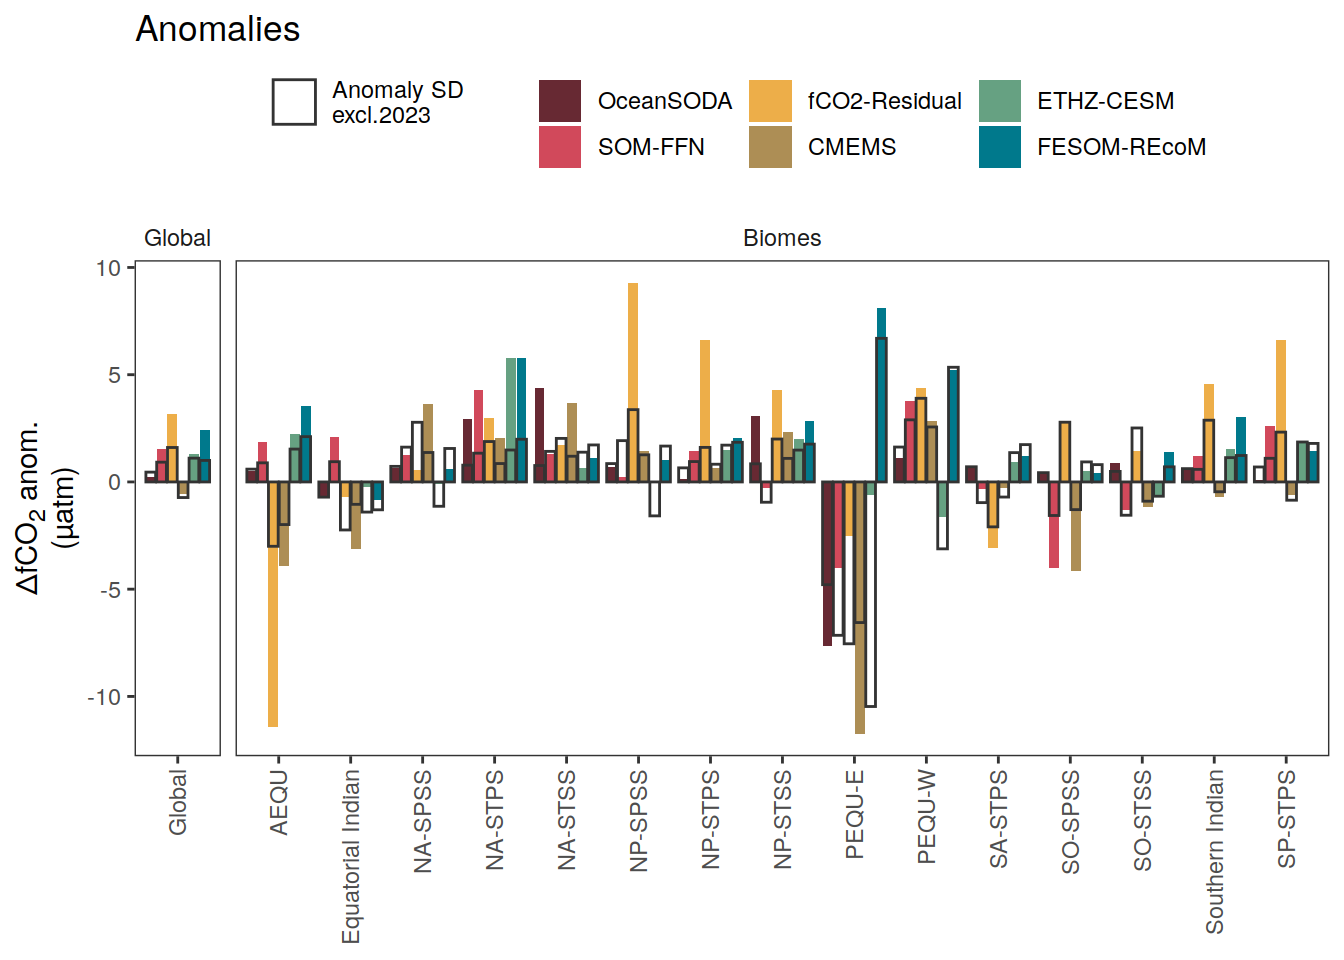 Anomalies
Anomaly SD
excl.2023
OceanSODA
fCO2-Residual
ETHZ-CESM
SOM-FFN
CMEMS
FESOM-REcoM
Global
Biomes
10
5
0
-5
-10
ΔfCO₂ anom.
(µatm)
Global
AEQU
Equatorial Indian
NA-SPSS
NA-STPS
NA-STSS
NP-SPSS
NP-STPS
NP-STSS
PEQU-E
PEQU-W
SA-STPS
SO-SPSS
SO-STSS
Southern Indian
SP-STPS